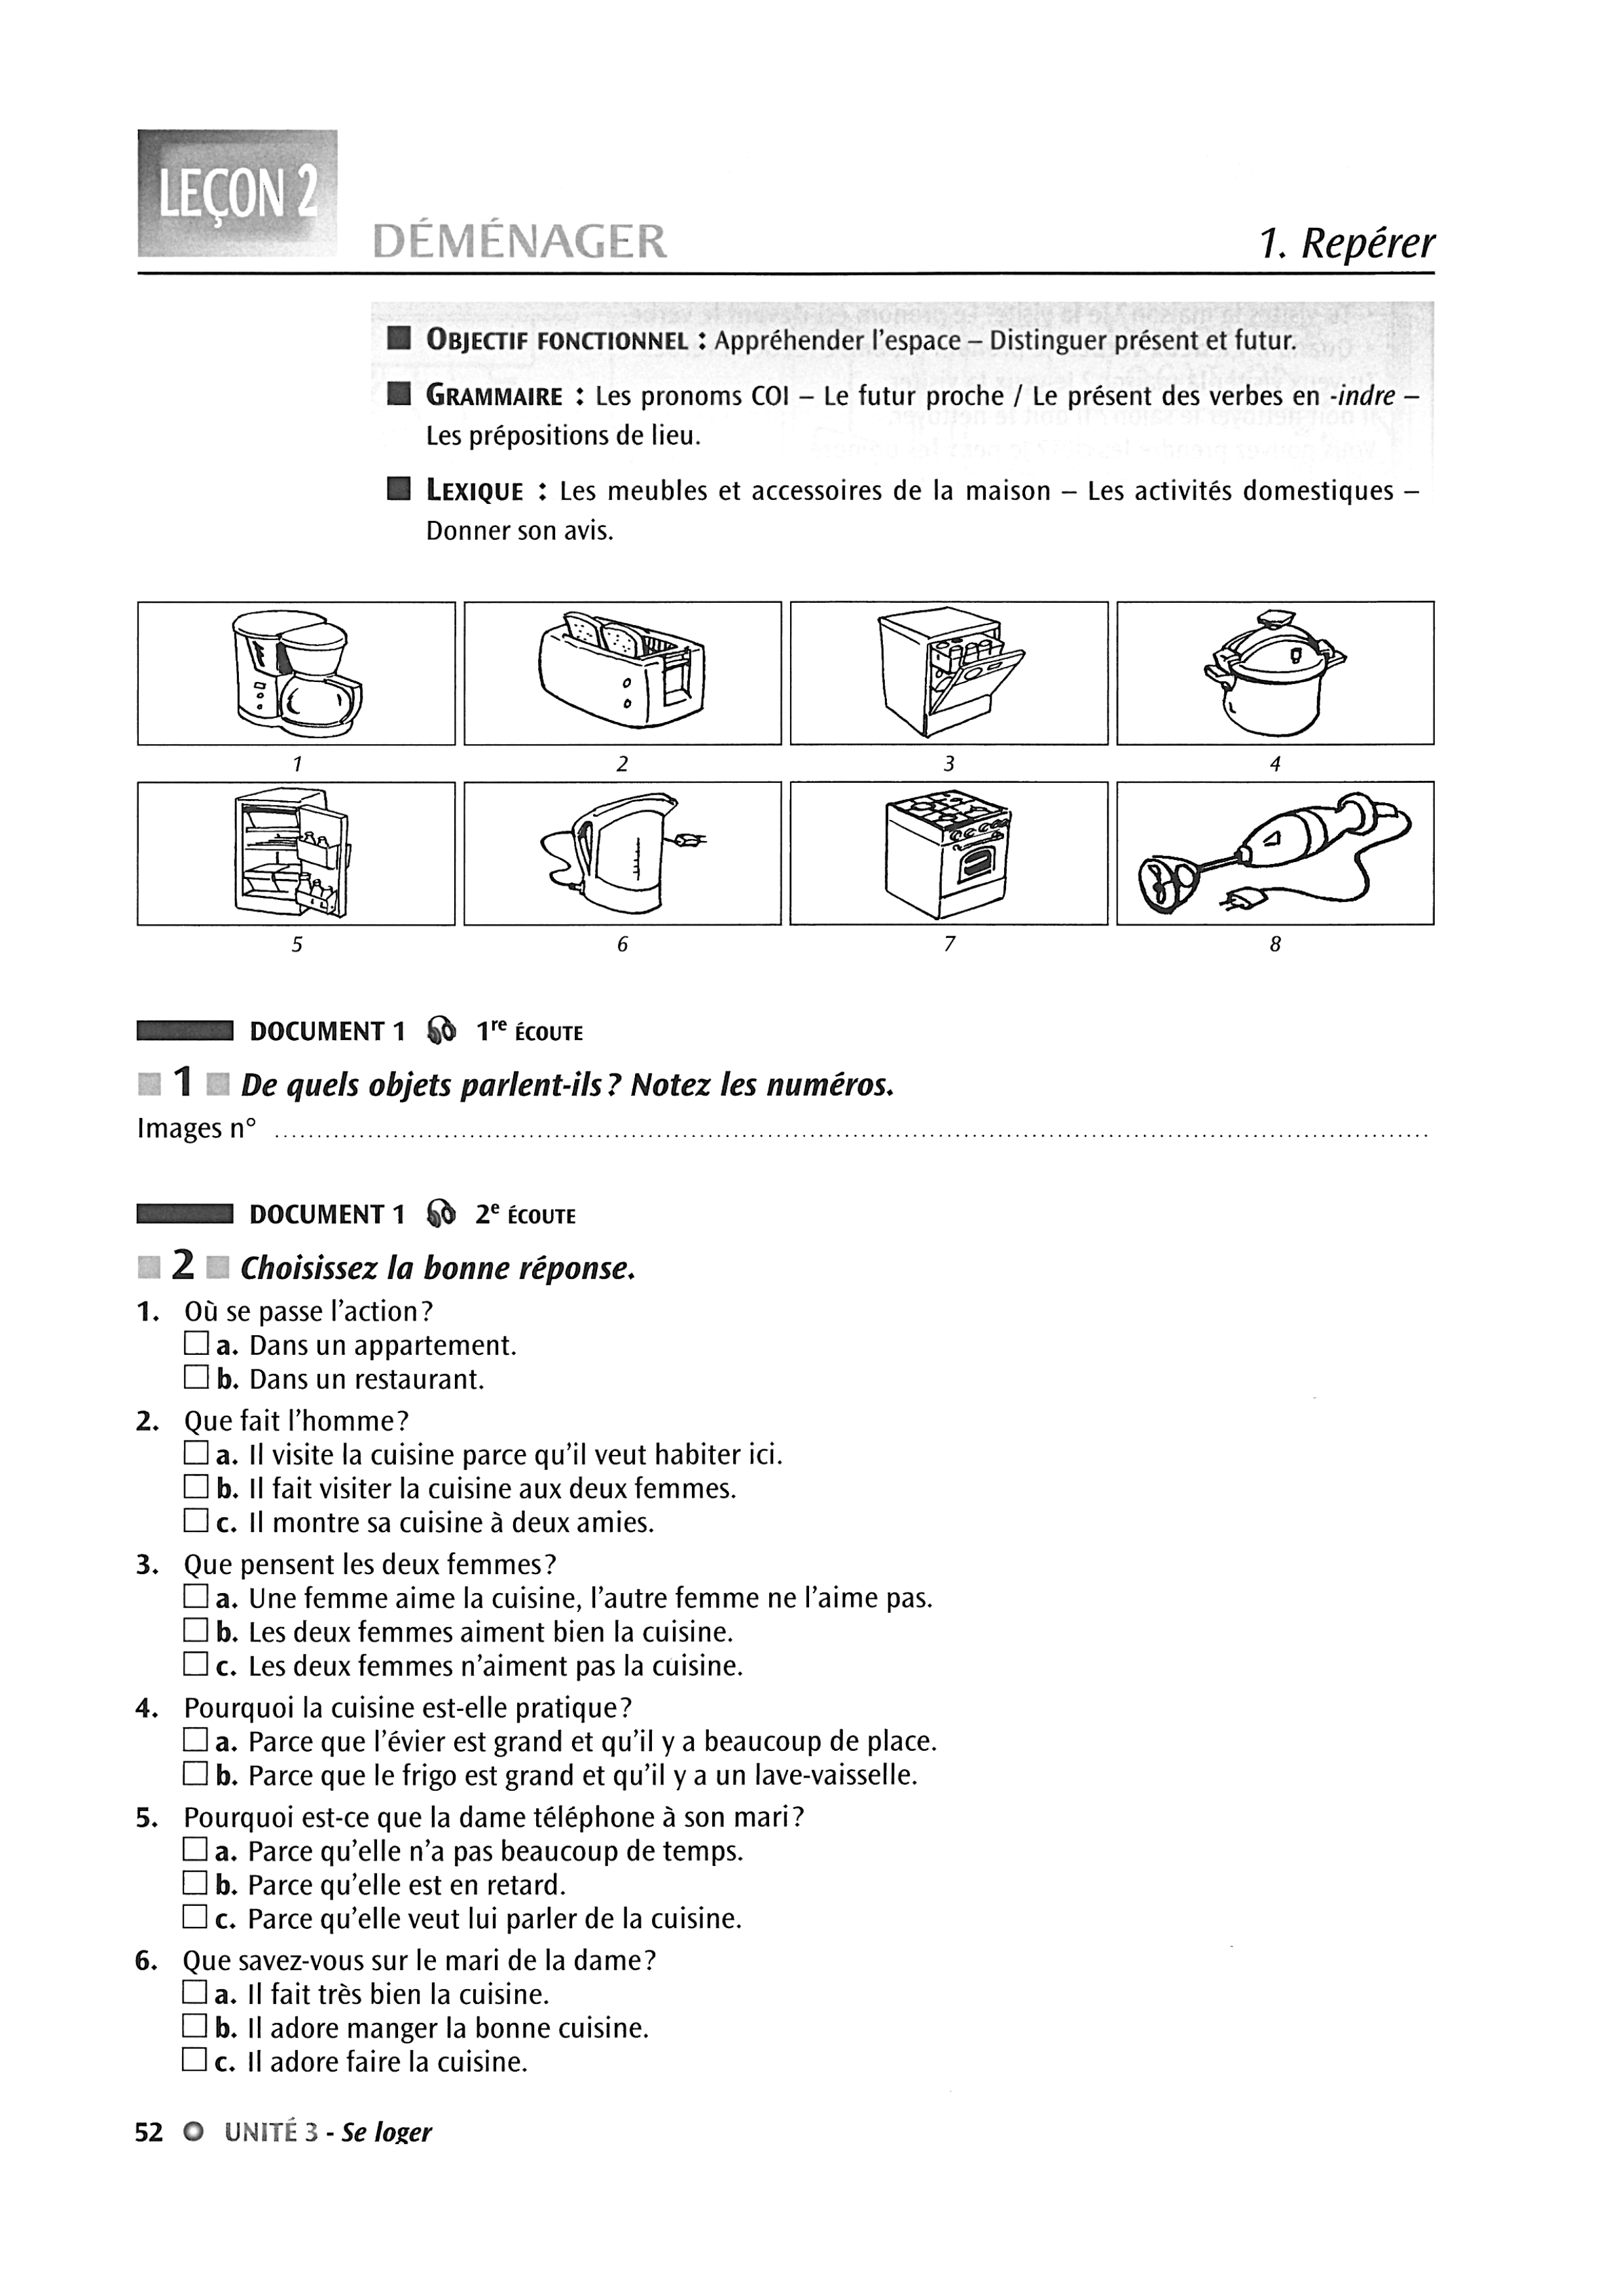 LEÇON 2
DÉMÉNAGER
1. Repérer
■ OBJECTIF FONCTIONNEL : Appréhender l'espace – Distinguer présent et futur.
■ GRAMMAIRE : Les pronoms COI – Le futur proche / Le présent des verbes en -indre –
Les prépositions de lieu.
■ LEXIQUE : Les meubles et accessoires de la maison – Les activités domestiques –
Donner son avis.
1
2
3
4
5
6
7
8
DOCUMENT 1 1re ÉCOUTE
1 De quels objets parlent-ils ? Notez les numéros.
Images n° ..........
DOCUMENT 1 2e ÉCOUTE
2 Choisissez la bonne réponse.
1. Où se passe l'action ?
☐ a. Dans un appartement.
☐ b. Dans un restaurant.
2. Que fait l'homme ?
☐ a. Il visite la cuisine parce qu'il veut habiter ici.
☐ b. Il fait visiter la cuisine aux deux femmes.
☐ c. Il montre sa cuisine à deux amies.
3. Que pensent les deux femmes ?
☐ a. Une femme aime la cuisine, l'autre femme ne l'aime pas.
☐ b. Les deux femmes aiment bien la cuisine.
☐ c. Les deux femmes n'aiment pas la cuisine.
4. Pourquoi la cuisine est-elle pratique ?
☐ a. Parce que l'évier est grand et qu'il y a beaucoup de place.
☐ b. Parce que le frigo est grand et qu'il y a un lave-vaisselle.
5. Pourquoi est-ce que la dame téléphone à son mari ?
☐ a. Parce qu'elle n'a pas beaucoup de temps.
☐ b. Parce qu'elle est en retard.
☐ c. Parce qu'elle veut lui parler de la cuisine.
6. Que savez-vous sur le mari de la dame ?
☐ a. Il fait très bien la cuisine.
☐ b. Il adore manger la bonne cuisine.
☐ c. Il adore faire la cuisine.
52 UNITÉ 3 - Se loger